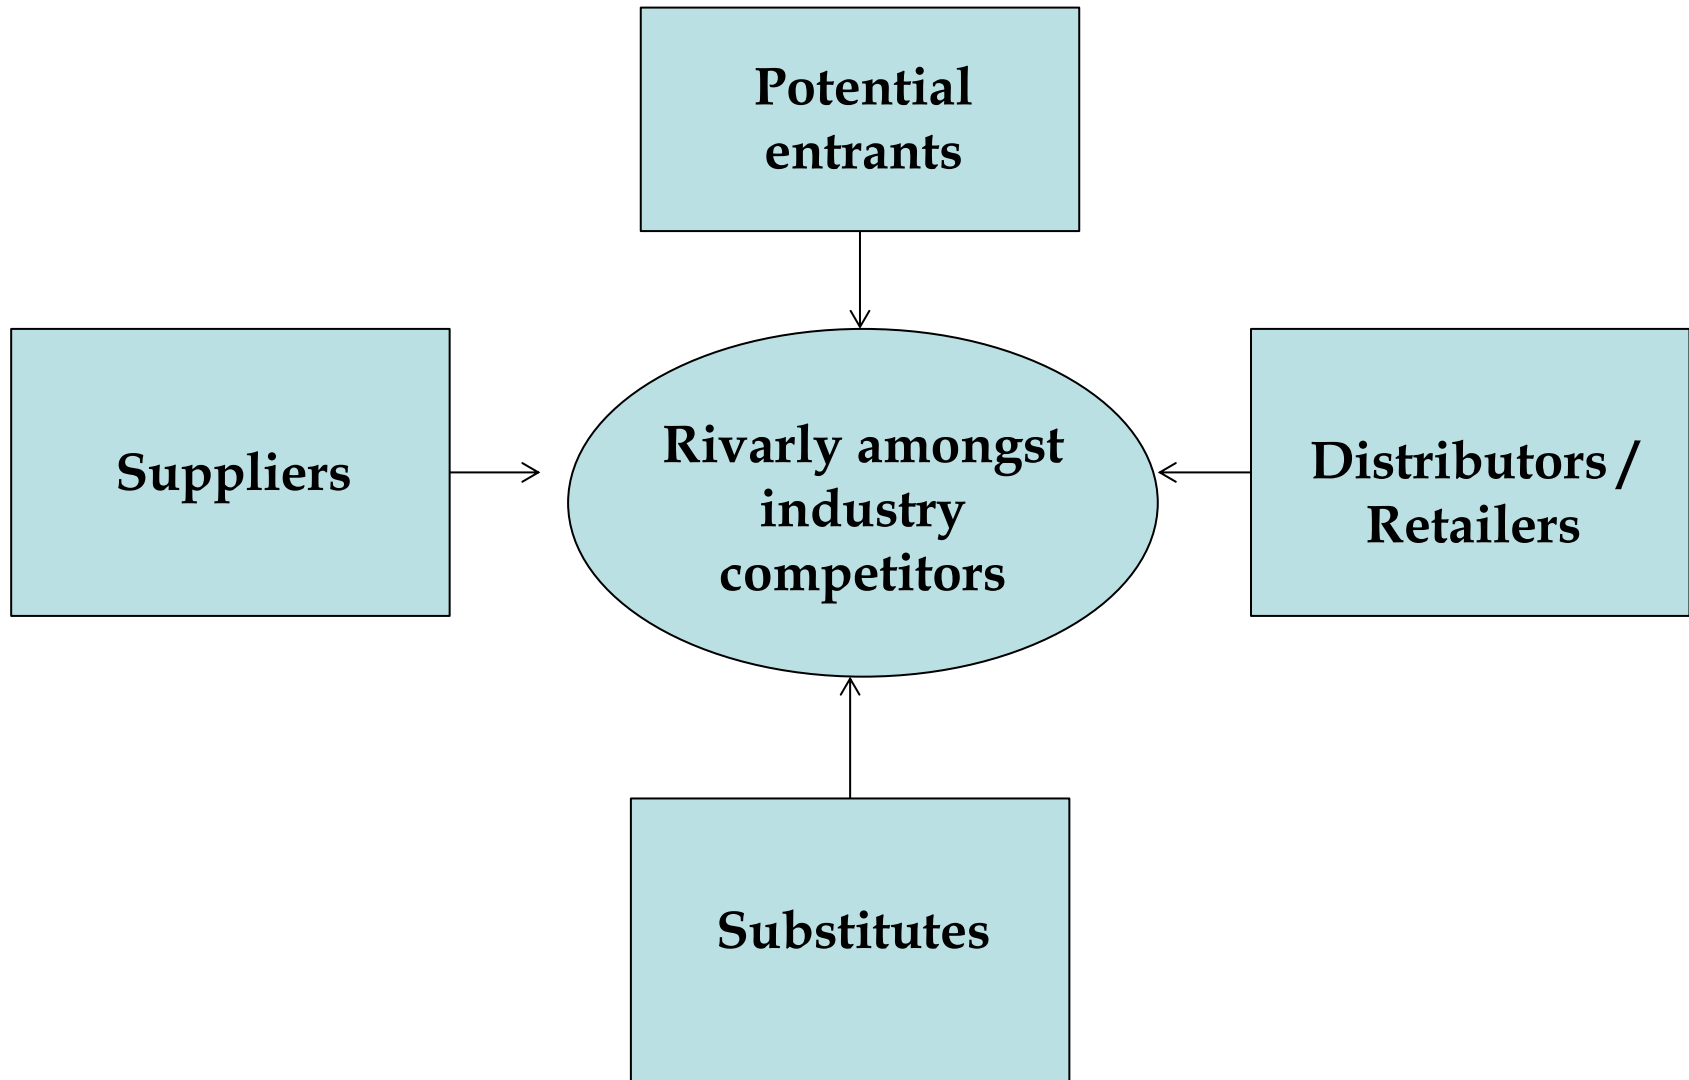 Potential
entrants
Suppliers
Rivarly amongst
industry
competitors
Distributors /
Retailers
Substitutes